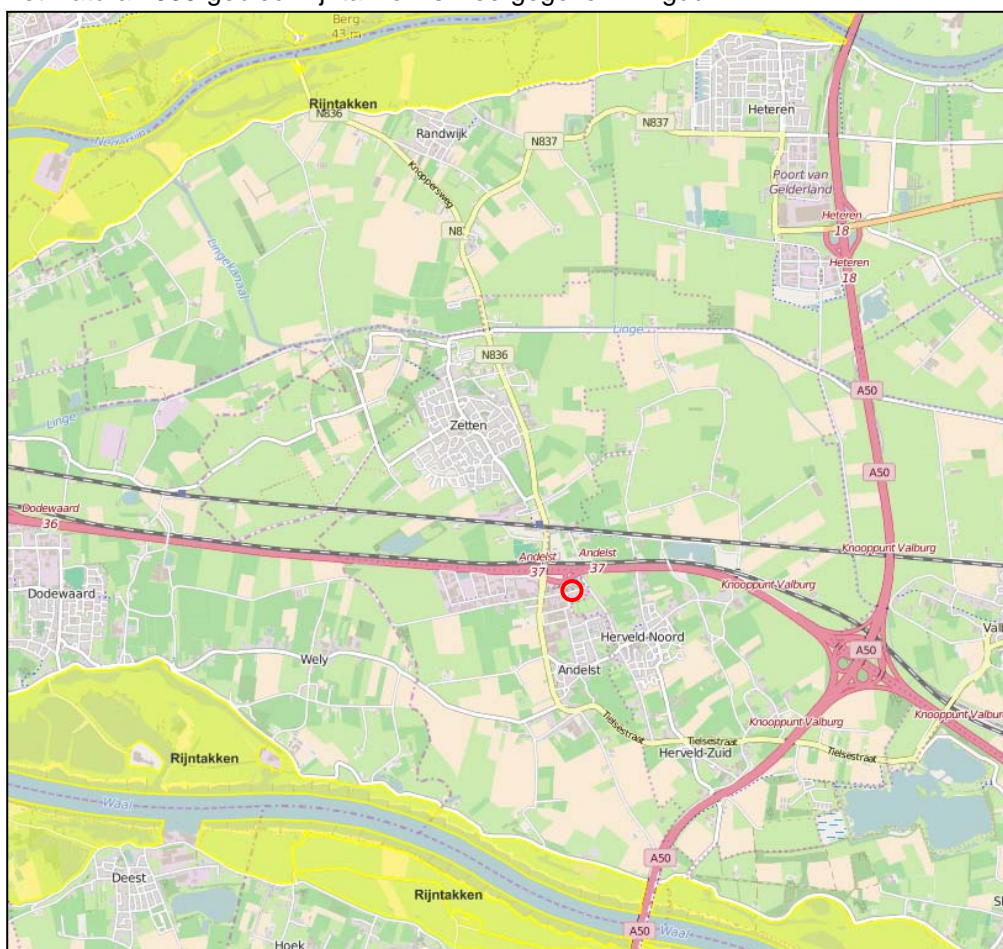 Berg
43 m
Rijntakken
N836
Randwijk
N837
N837
Heteren
Knoppersweg
Poort van
Gelderland
Heteren
18
Heteren
18
Lingekanaal
Linge
N836
A50
Linge
Zetten
A50
Dodewaard
36
Andelst
37
Andelst
37
Knooppunt Valburg
Knooppunt Valburg
Dodewaard
Herveld-Noord
A50
Wely
Andelst
Knooppunt Valburg
Knooppunt Valburg
Tielsestraat
Tielsestraat
Tielsestraat
Herveld-Zuid
Rijntakken
Waal
A50
Deest
Rijntakken
A50
Waal
Hoek